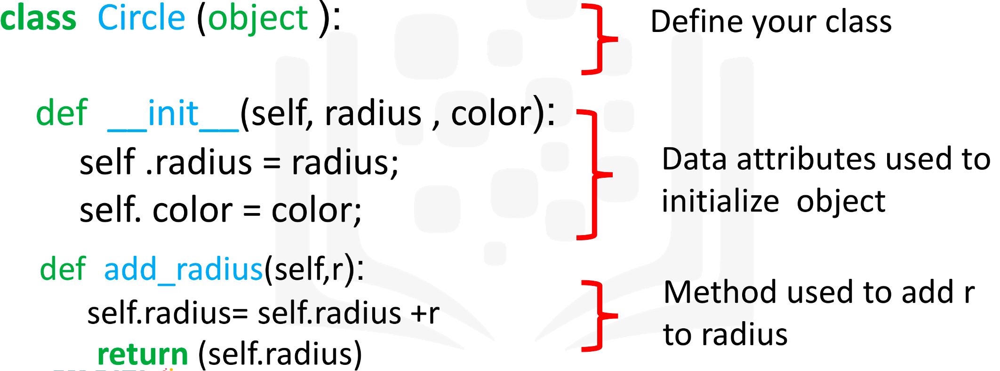 class Circle (object ):
Define your class
def __init__(self, radius , color):
self .radius = radius;
self. color = color;
Data attributes used to
initialize object
def add_radius(self,r):
self.radius= self.radius +r
return (self.radius)
Method used to add r
to radius